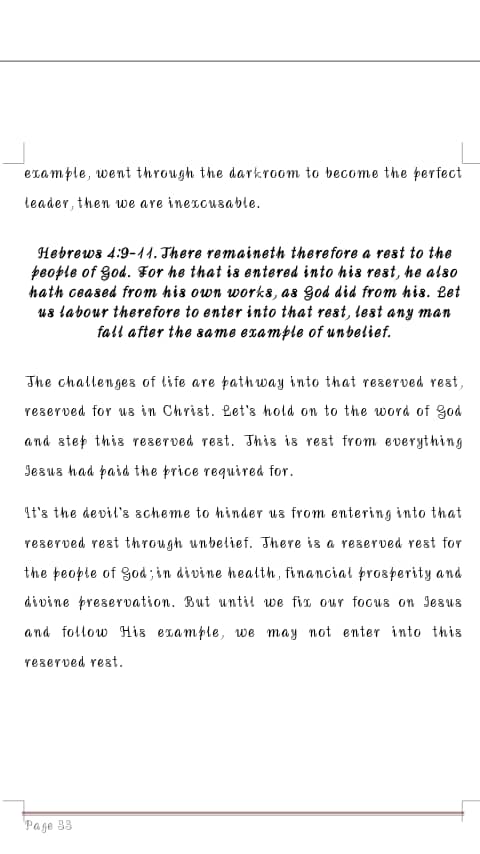 example, went through the darkroom to become the perfect
leader, then we are inexcusable.
Hebrews 4:9-11. There remaineth therefore a rest to the
people of God. For he that is entered into his rest, he also
hath ceased from his own works, as God did from his. Let
us labour therefore to enter into that rest, lest any man
fall after the same example of unbelief.
The challenges of life are pathway into that reserved rest,
reserved for us in Christ. Let's hold on to the word of God
and step this reserved rest. This is rest from everything
Jesus had paid the price required for.
It's the devil's scheme to hinder us from entering into that
reserved rest through unbelief. There is a reserved rest for
the people of God; in divine health, financial prosperity and
divine preservation. But until we fix our focus on Jesus
and follow His example, we may not enter into this
reserved rest.
Page 33